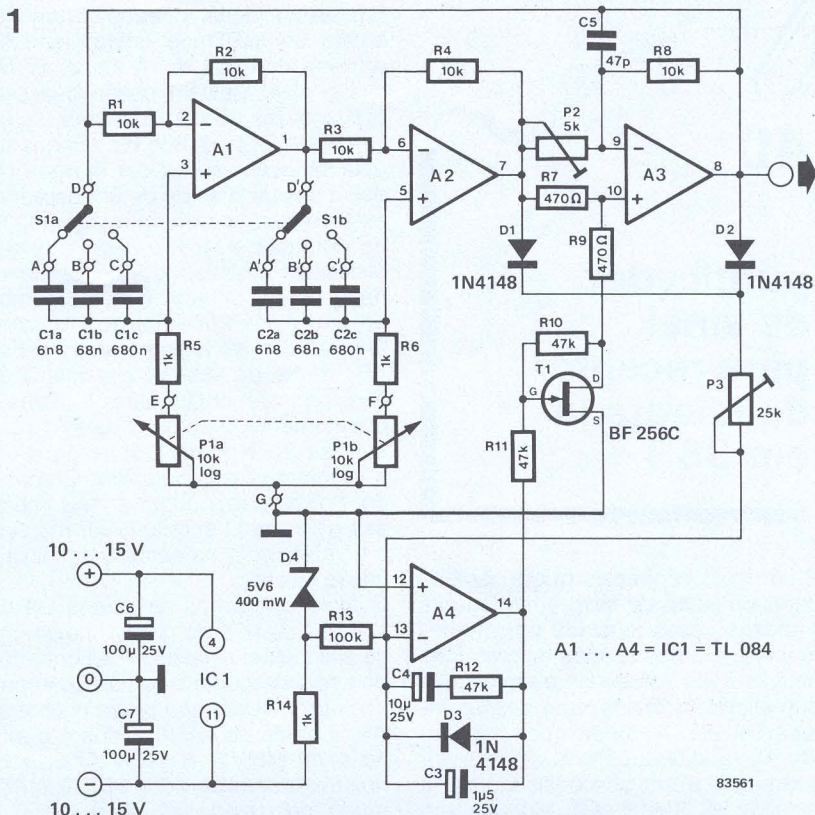 1
C5
47p
R2
10k
R4
10k
R8
10k
R1
10k
2
−
A1
1
3
+
R3
10k
6
−
A2
7
5
+
P2
5k
9
−
A3
8
10
+
R7
470Ω
R9
470Ω
D
S1a
D'
S1b
D1
1N4148
D2
1N4148
A
B
C
A'
B'
C'
C1a
6n8
C1b
68n
C1c
680n
C2a
6n8
C2b
68n
C2c
680n
R5
1k
R6
1k
R10
47k
T1
G
D
S
BF 256C
P3
25k
E
F
R11
47k
P1a
10k
log
P1b
10k
log
G
10 ... 15 V
+
C6
100µ 25V
4
0
IC 1
C7
100µ 25V
11
−
10 ... 15 V
D4
5V6
400 mW
R13
100k
R14
1k
12
+
A4
14
13
−
A1 ... A4 = IC1 = TL 084
C4
10µ
25V
R12
47k
D3
1N
4148
C3
1µ5
25V
83561